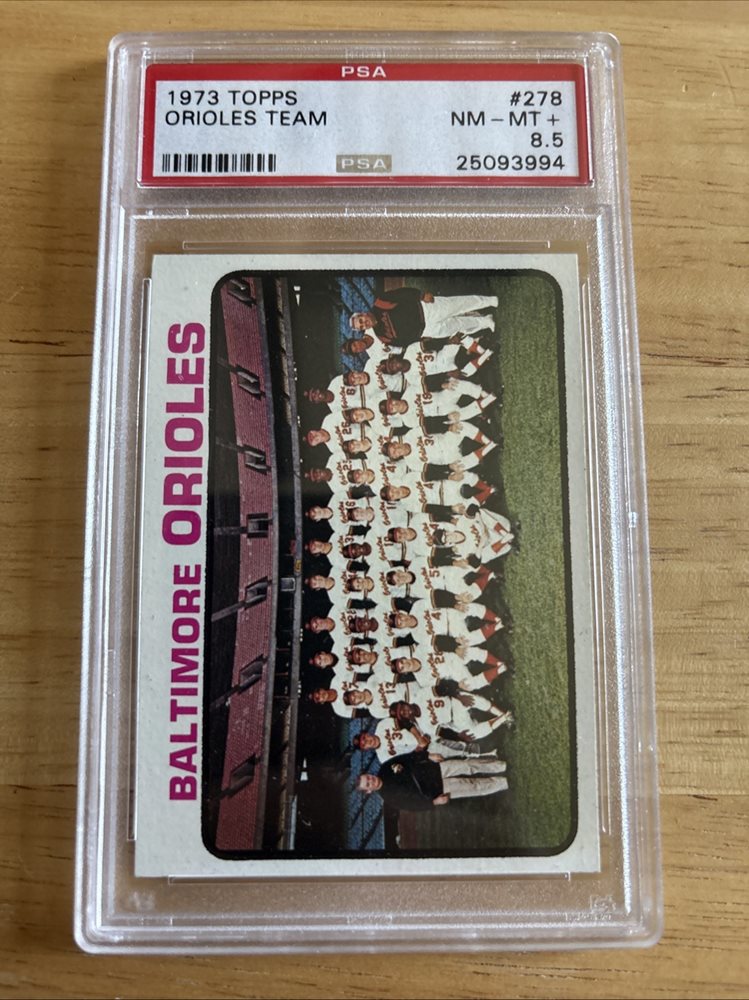 PSA
1973 TOPPS #278
ORIOLES TEAM NM - MT +
8.5
PSA 25093994
BALTIMORE ORIOLES